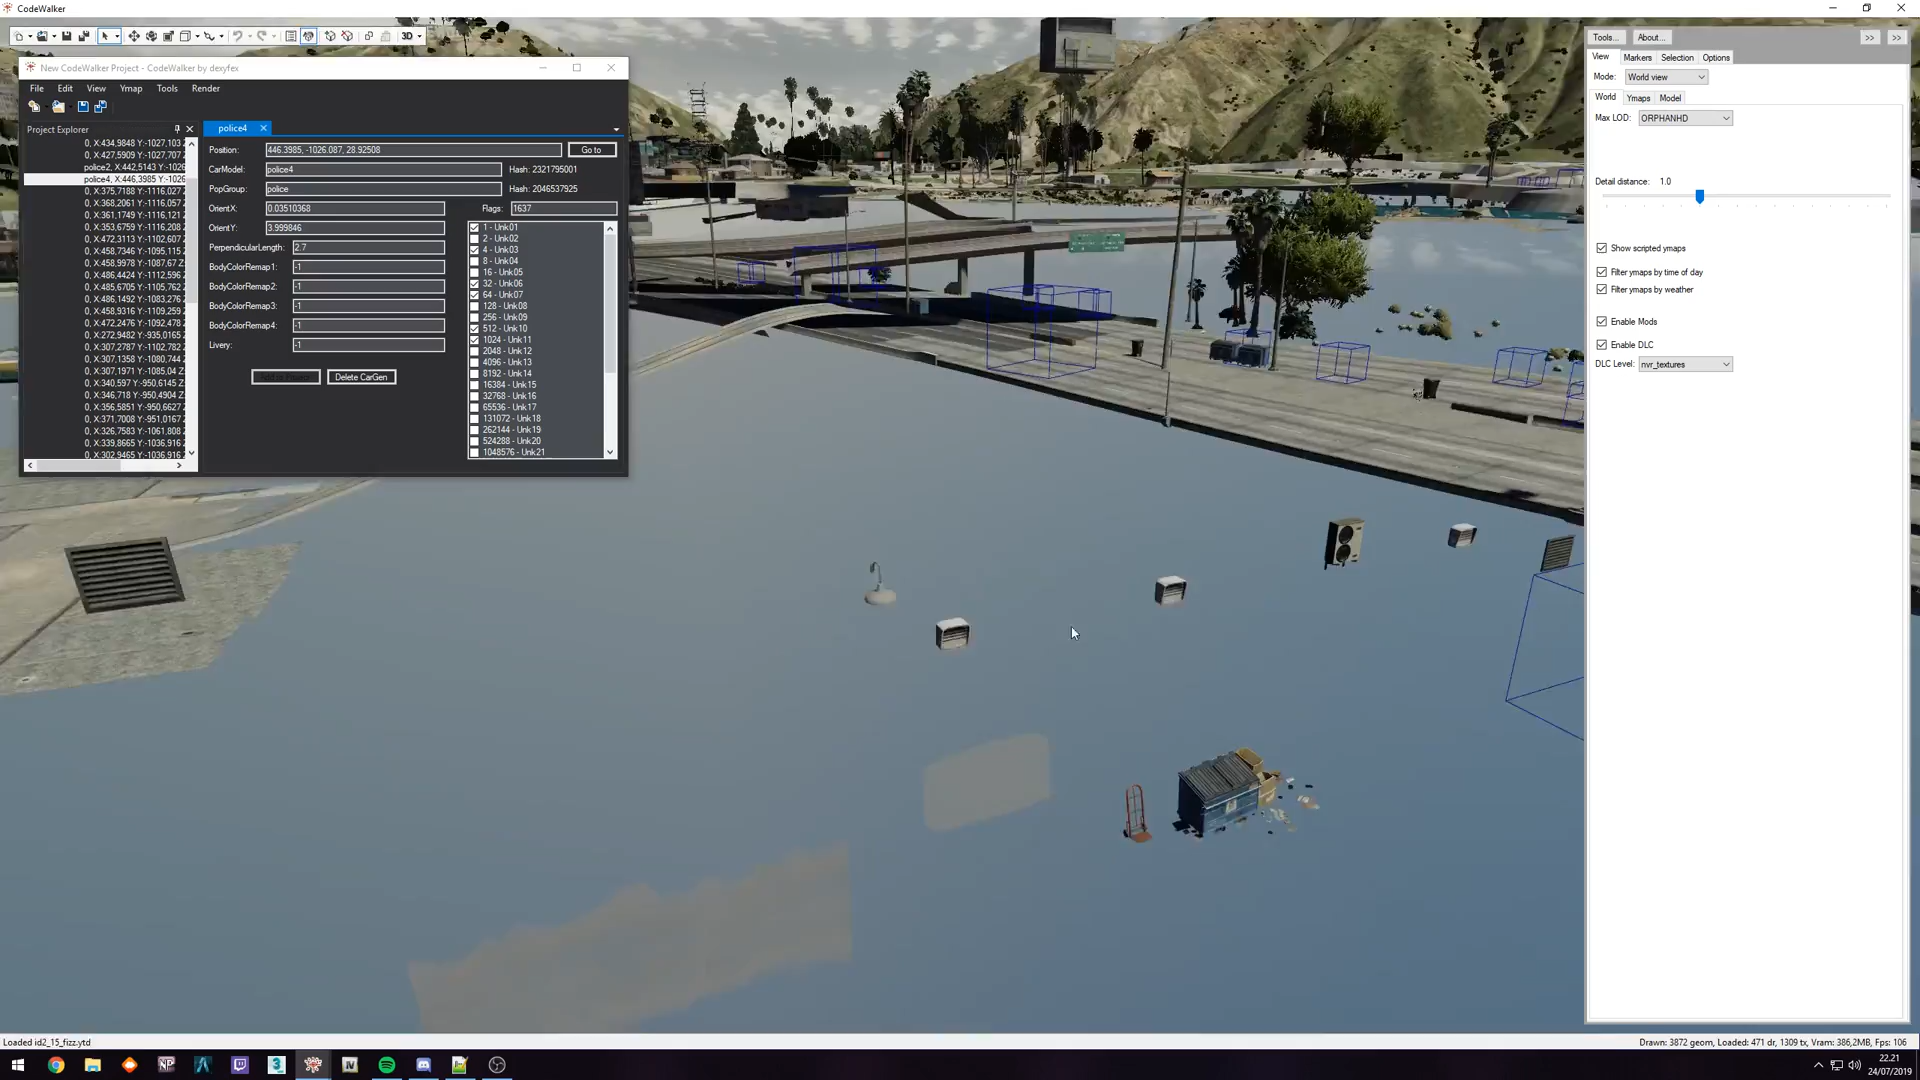 CodeWalker
3D
Tools...
About...
>>
>>
View
Markers
Selection
Options
Mode:
World view
World
Ymaps
Model
Max LOD:
ORPHANHD
Detail distance:
1.0
Show scripted ymaps
Filter ymaps by time of day
Filter ymaps by weather
Enable Mods
Enable DLC
DLC Level:
nvr_textures
New CodeWalker Project - CodeWalker by dexyfex
File
Edit
View
Ymap
Tools
Render
Project Explorer
0, X:434,9848 Y:-1027,103
0, X:427,5909 Y:-1027,707
police2, X:442,5143 Y:-1026
police4, X:446,3985 Y:-1026
0, X:375,7188 Y:-1116,027
0, X:368,2061 Y:-1116,057
0, X:361,1749 Y:-1116,121
0, X:353,6759 Y:-1116,208
0, X:472,3113 Y:-1102,607
0, X:458,7346 Y:-1095,115
0, X:458,9978 Y:-1087,67 Z
0, X:486,4424 Y:-1112,596
0, X:485,6705 Y:-1105,762
0, X:486,1492 Y:-1083,276
0, X:458,9316 Y:-1109,259
0, X:472,2476 Y:-1092,478
0, X:272,9482 Y:-935,0165
0, X:307,2787 Y:-1102,782
0, X:307,1358 Y:-1080,744
0, X:307,1971 Y:-1085,04 Z
0, X:340,597 Y:-950,6145 Z
0, X:346,718 Y:-950,4904 Z
0, X:356,5851 Y:-950,6627
0, X:371,7008 Y:-951,0167
0, X:326,7583 Y:-1061,808
0, X:339,8665 Y:-1036,916
0, X:302,9465 Y:-1036,916
police4
Position:
446.3985, -1026.087, 28.92508
Go to
CarModel:
police4
Hash: 2321795001
PopGroup:
police
Hash: 2046537925
OrientX:
0.03510368
Flags:
1637
OrientY:
3.999846
PerpendicularLength:
2.7
BodyColorRemap1:
-1
BodyColorRemap2:
-1
BodyColorRemap3:
-1
BodyColorRemap4:
-1
Livery:
-1
Delete CarGen
1 - Unk01
2 - Unk02
4 - Unk03
8 - Unk04
16 - Unk05
32 - Unk06
64 - Unk07
128 - Unk08
256 - Unk09
512 - Unk10
1024 - Unk11
2048 - Unk12
4096 - Unk13
8192 - Unk14
16384 - Unk15
32768 - Unk16
65536 - Unk17
131072 - Unk18
262144 - Unk19
524288 - Unk20
1048576 - Unk21
Loaded id2_15_fizz.ytd
Drawn: 3872 geom, Loaded: 471 dr, 1309 tx, Vram: 386,2MB, Fps: 106
22.21
24/07/2019